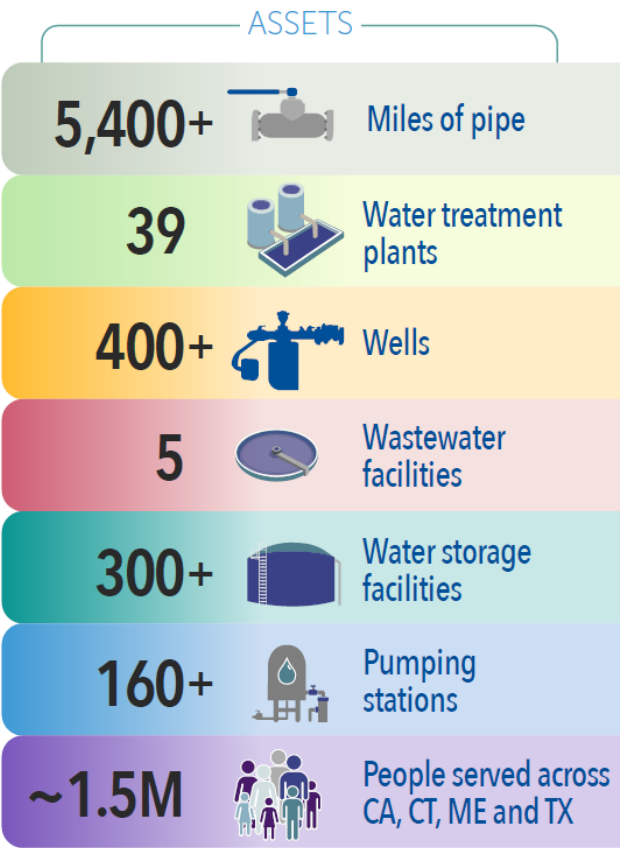 ASSETS
5,400+
Miles of pipe
39
Water treatment
plants
400+
Wells
5
Wastewater
facilities
300+
Water storage
facilities
160+
Pumping
stations
~1.5M
People served across
CA, CT, ME and TX